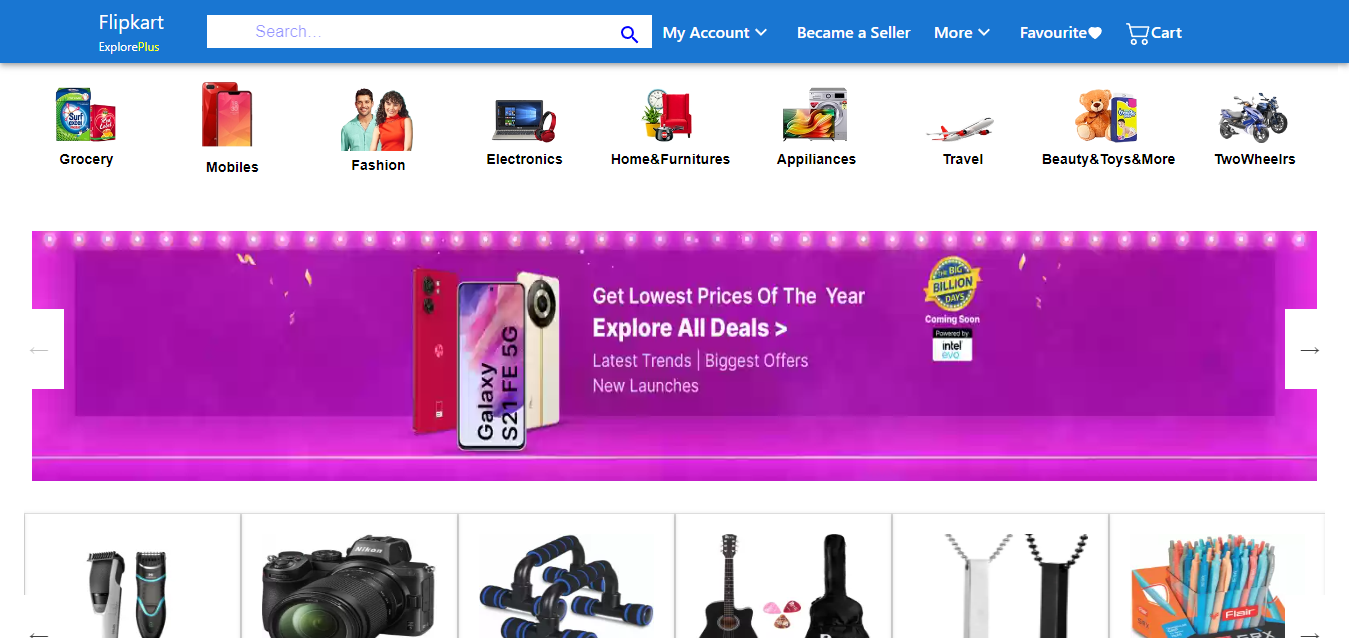 Flipkart
ExplorePlus
Search...
My Account
Became a Seller
More
Favourite
Cart
Grocery
Mobiles
Fashion
Electronics
Home&Furnitures
Appiliances
Travel
Beauty&Toys&More
TwoWheelrs
Surf excel
THE BIG
BILLION
DAYS
Coming Soon
Powered by
intel
evo
Get Lowest Prices Of The Year
Explore All Deals >
Latest Trends | Biggest Offers
New Launches
Galaxy
S21 FE 5G
Nikon
Flair